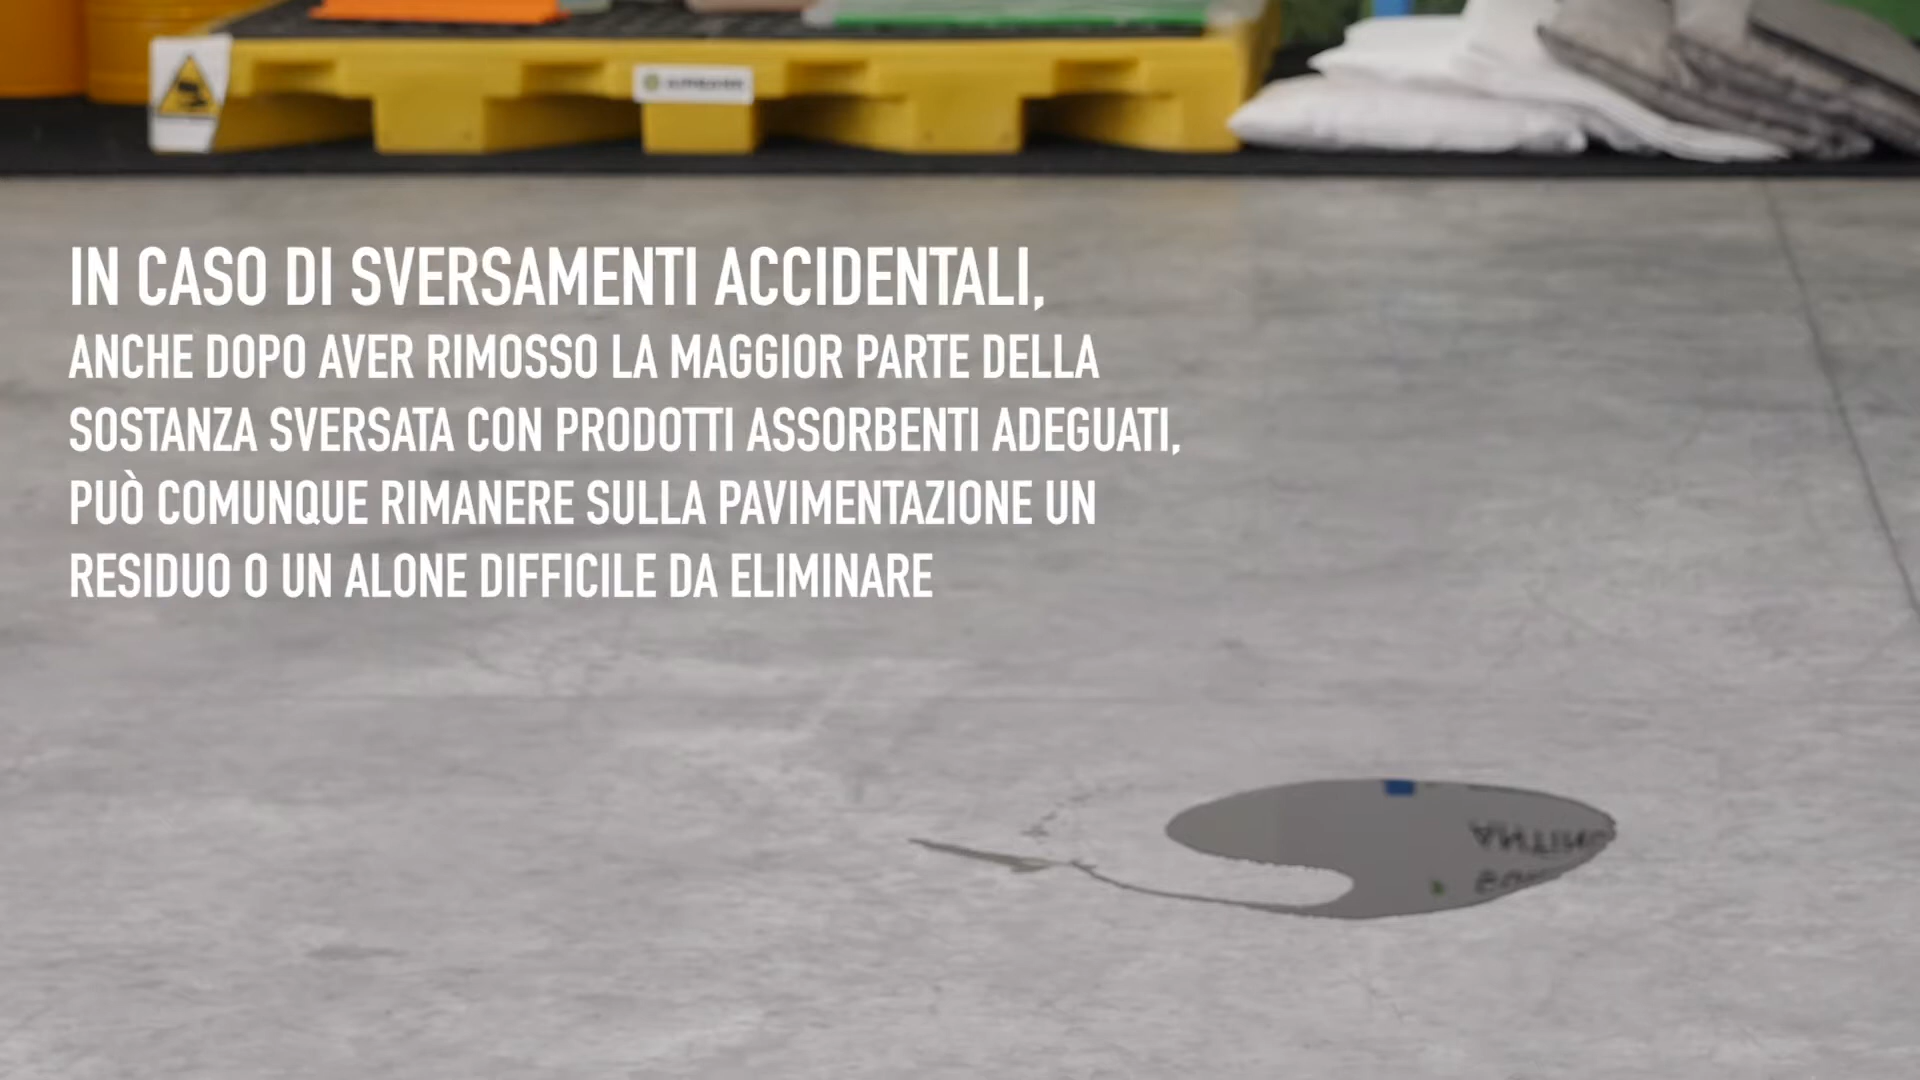 IN CASO DI SVERSAMENTI ACCIDENTALI,
ANCHE DOPO AVER RIMOSSO LA MAGGIOR PARTE DELLA
SOSTANZA SVERSATA CON PRODOTTI ASSORBENTI ADEGUATI,
PUÒ COMUNQUE RIMANERE SULLA PAVIMENTAZIONE UN
RESIDUO O UN ALONE DIFFICILE DA ELIMINARE